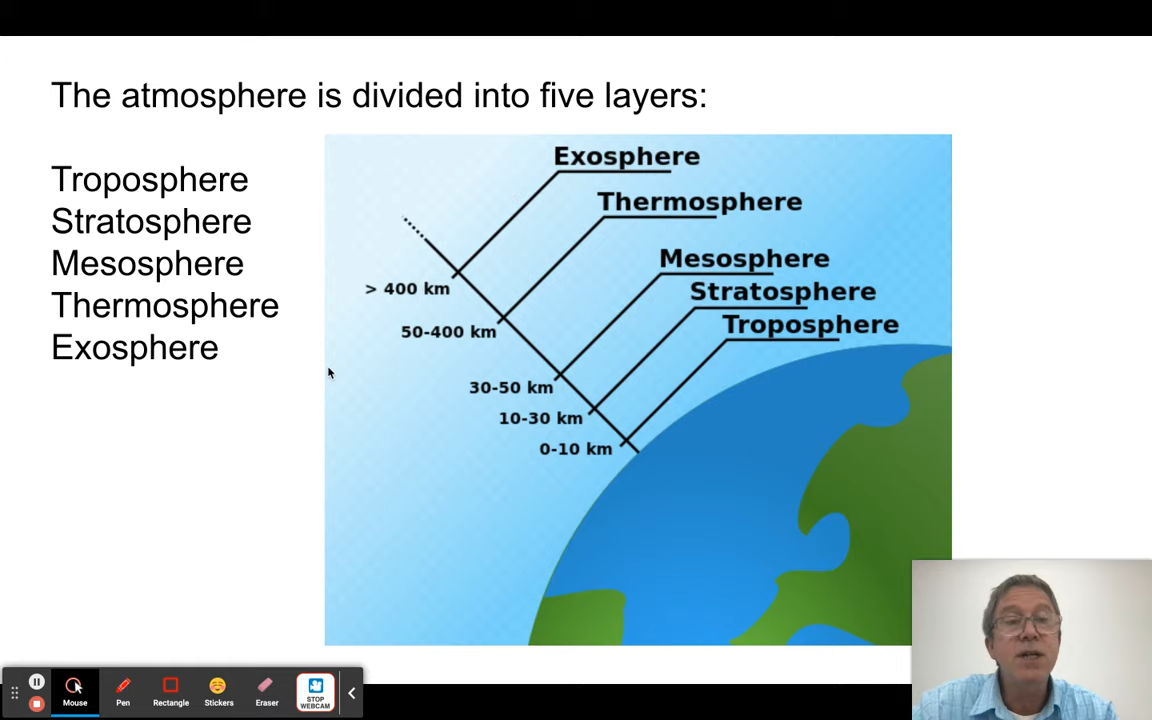 The atmosphere is divided into five layers:
Troposphere
Stratosphere
Mesosphere
Thermosphere
Exosphere
Exosphere
Thermosphere
Mesosphere
Stratosphere
Troposphere
> 400 km
50-400 km
30-50 km
10-30 km
0-10 km
Mouse
Pen
Rectangle
Stickers
Eraser
STOP
WEBCAM